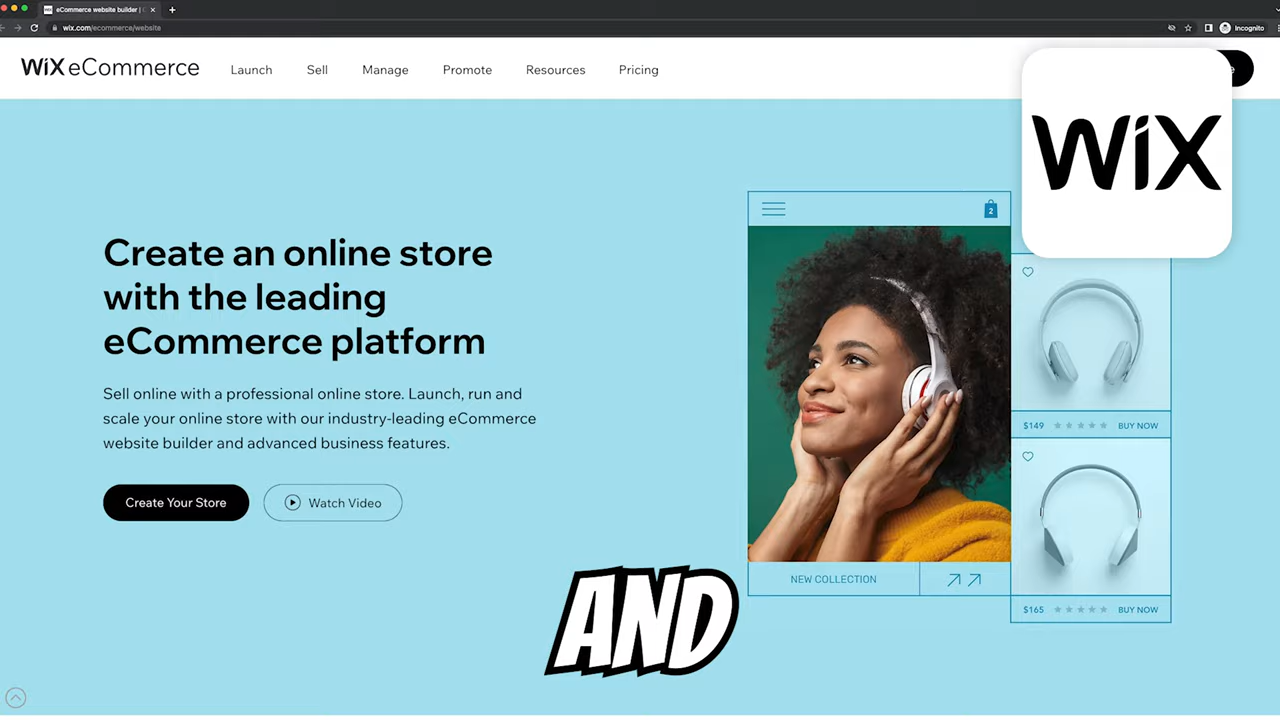 eCommerce website builder |
wix.com/ecommerce/website
Incognito
WiX eCommerce
Launch
Sell
Manage
Promote
Resources
Pricing
WiX
2
Create an online store
with the leading
eCommerce platform
Sell online with a professional online store. Launch, run and
scale your online store with our industry-leading eCommerce
website builder and advanced business features.
Create Your Store
Watch Video
$149
BUY NOW
NEW COLLECTION
$165
BUY NOW
AND